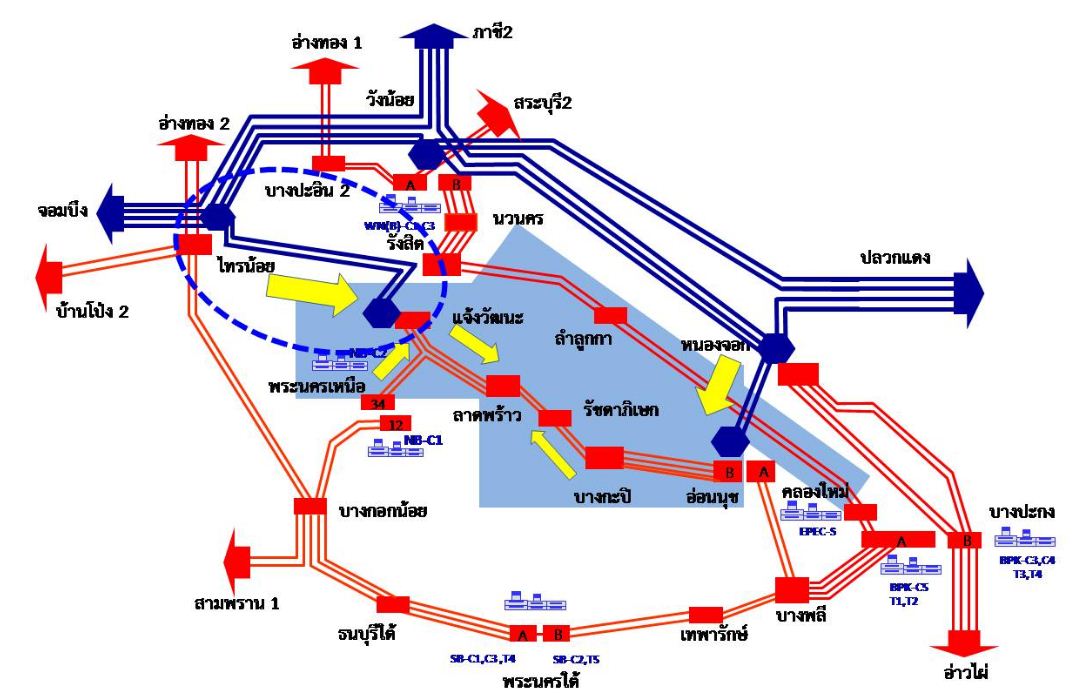 ภาชี2
อ่างทอง 1
วังน้อย
สระบุรี2
อ่างทอง 2
A
B
บางปะอิน 2
จอมบึง
WN(B)-C1,C3
นวนคร
รังสิต
ไทรน้อย
ปลวกแดง
บ้านโป่ง 2
แจ้งวัฒนะ
ลำลูกกา
หนองจอก
NB-C2
พระนครเหนือ
34
ลาดพร้าว
รัชดาภิเษก
12
NB-C1
B
A
บางกะปิ
อ่อนนุช
คลองใหม่
บางกอกน้อย
บางปะกง
EPEC-S
A
B
BPK-C3,C4
T3,T4
BPK-C5
T1,T2
สามพราน 1
บางพลี
ธนบุรีใต้
A
B
เทพารักษ์
SB-C1,C3,T4
SB-C2,T5
พระนครใต้
อ่าวไผ่